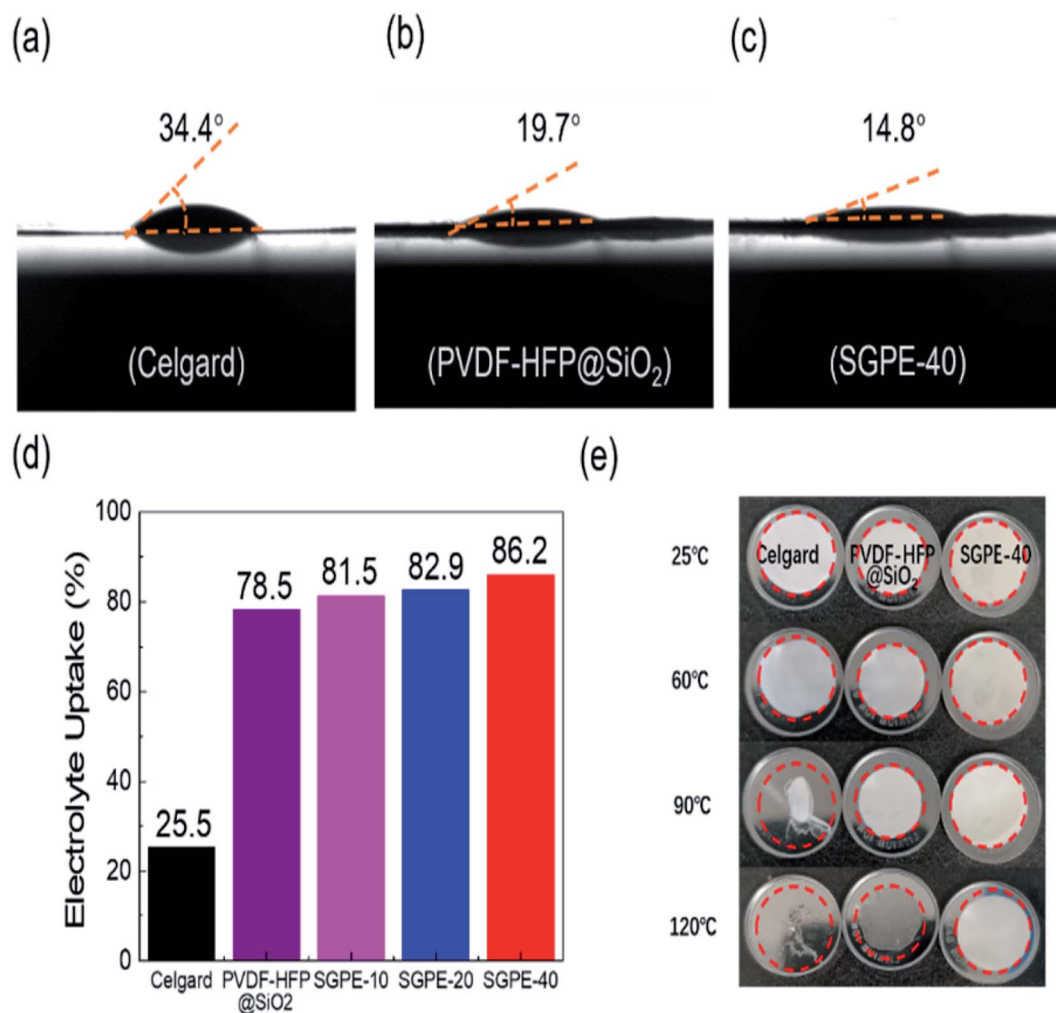 (a)
(b)
(c)
34.4°
19.7°
14.8°
(Celgard)
(PVDF-HFP@SiO₂)
(SGPE-40)
(d)
(e)
Electrolyte Uptake (%)
100
80
60
40
20
0
25.5
78.5
81.5
82.9
86.2
Celgard
PVDF-HFP
@SiO2
SGPE-10
SGPE-20
SGPE-40
25℃
Celgard
PVDF-HFP
@SiO₂
SGPE-40
60℃
90℃
120℃